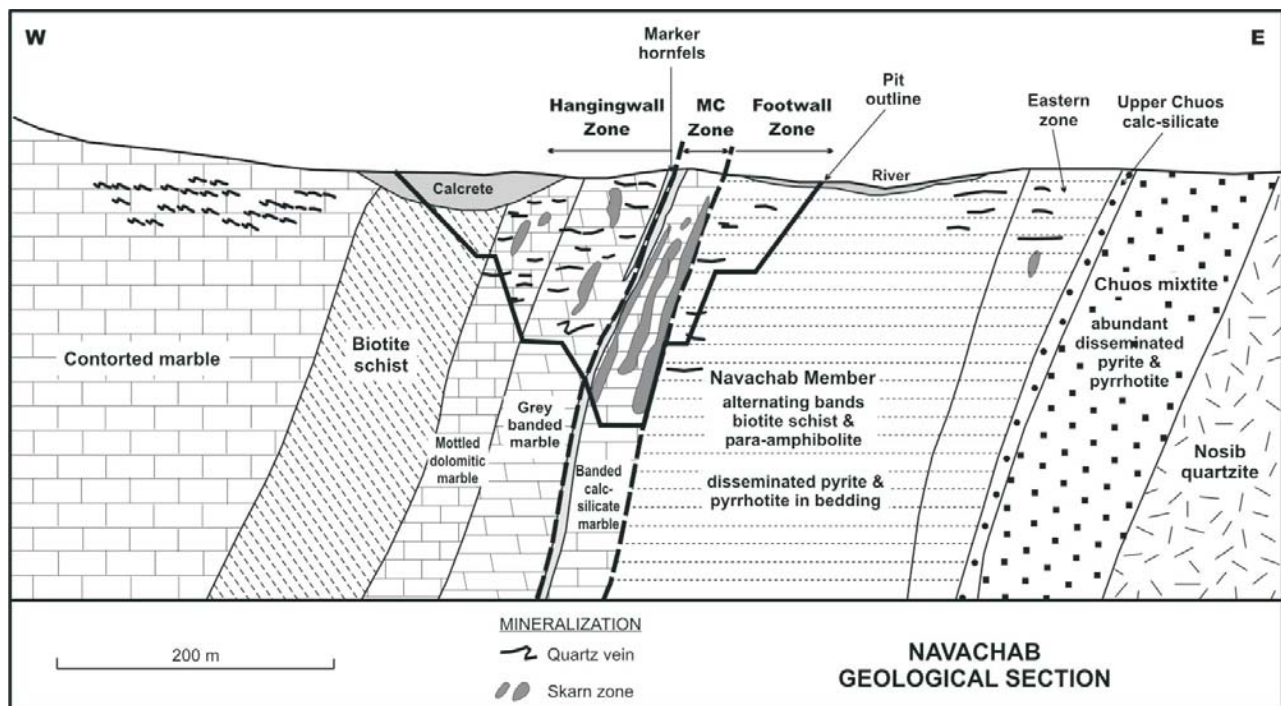 W
E
Marker
hornfels
Pit
outline
Hangingwall
Zone
MC
Zone
Footwall
Zone
Eastern
zone
Upper Chuos
calc-silicate
River
Calcrete
Contorted marble
Biotite
schist
Mottled
dolomitic
marble
Grey
banded
marble
Banded
calc-
silicate
marble
Navachab Member
alternating bands
biotite schist &
para-amphibolite
disseminated pyrite &
pyrrhotite in bedding
Chuos mixtite
abundant
disseminated
pyrite &
pyrrhotite
Nosib
quartzite
200 m
MINERALIZATION
Quartz vein
Skarn zone
NAVACHAB
GEOLOGICAL SECTION